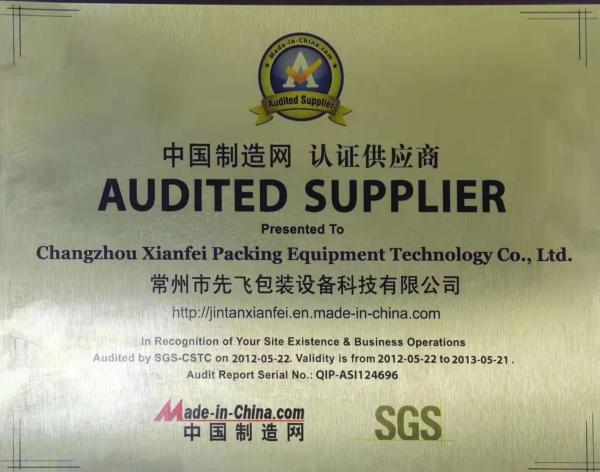 Made-in-China.com
A
Audited Supplier
中国制造网 认证供应商
AUDITED SUPPLIER
Presented To
Changzhou Xianfei Packing Equipment Technology Co., Ltd.
常州市先飞包装设备科技有限公司
http://jintanxianfei.en.made-in-china.com
In Recognition of Your Site Existence & Business Operations
Audited by SGS-CSTC on 2012-05-22. Validity is from 2012-05-22 to 2013-05-21 .
Audit Report Serial No.: QIP-ASI124696
Made-in-China.com
中国制造网
SGS